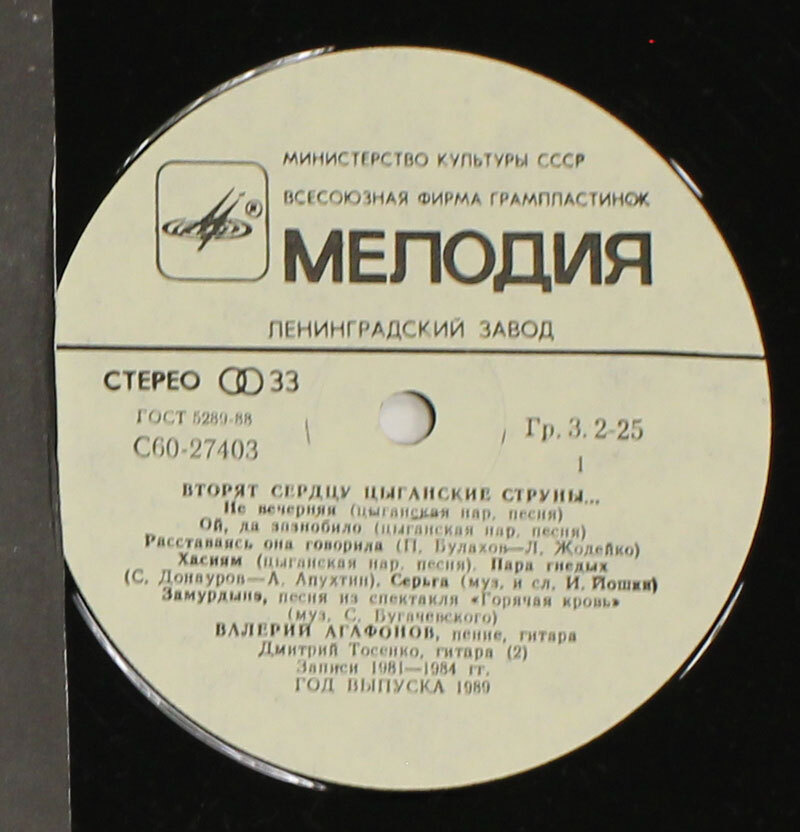 МИНИСТЕРСТВО КУЛЬТУРЫ СССР
ВСЕСОЮЗНАЯ ФИРМА ГРАМПЛАСТИНОК
®
МЕЛОДИЯ
ЛЕНИНГРАДСКИЙ ЗАВОД
СТЕРЕО 33
ГОСТ 5289-88
С60-27403
Гр. 3. 2-25
1
ВТОРЯТ СЕРДЦУ ЦЫГАНСКИЕ СТРУНЫ...
Не вечерняя (цыганская нар. песня)
Ой, да зазнобило (цыганская нар. песня)
Расставаясь она говорила (П. Булахов—Л. Жодейко)
Хасиям (цыганская нар. песня). Пара гнедых
(С. Донауров—А. Апухтин). Серьга (муз. и сл. И. Йошки)
Замурдынэ, песня из спектакля «Горячая кровь»
(муз. С. Бугачевского)
ВАЛЕРИЙ АГАФОНОВ, пение, гитара
Дмитрий Тосенко, гитара (2)
Записи 1981—1984 гг.
ГОД ВЫПУСКА 1989